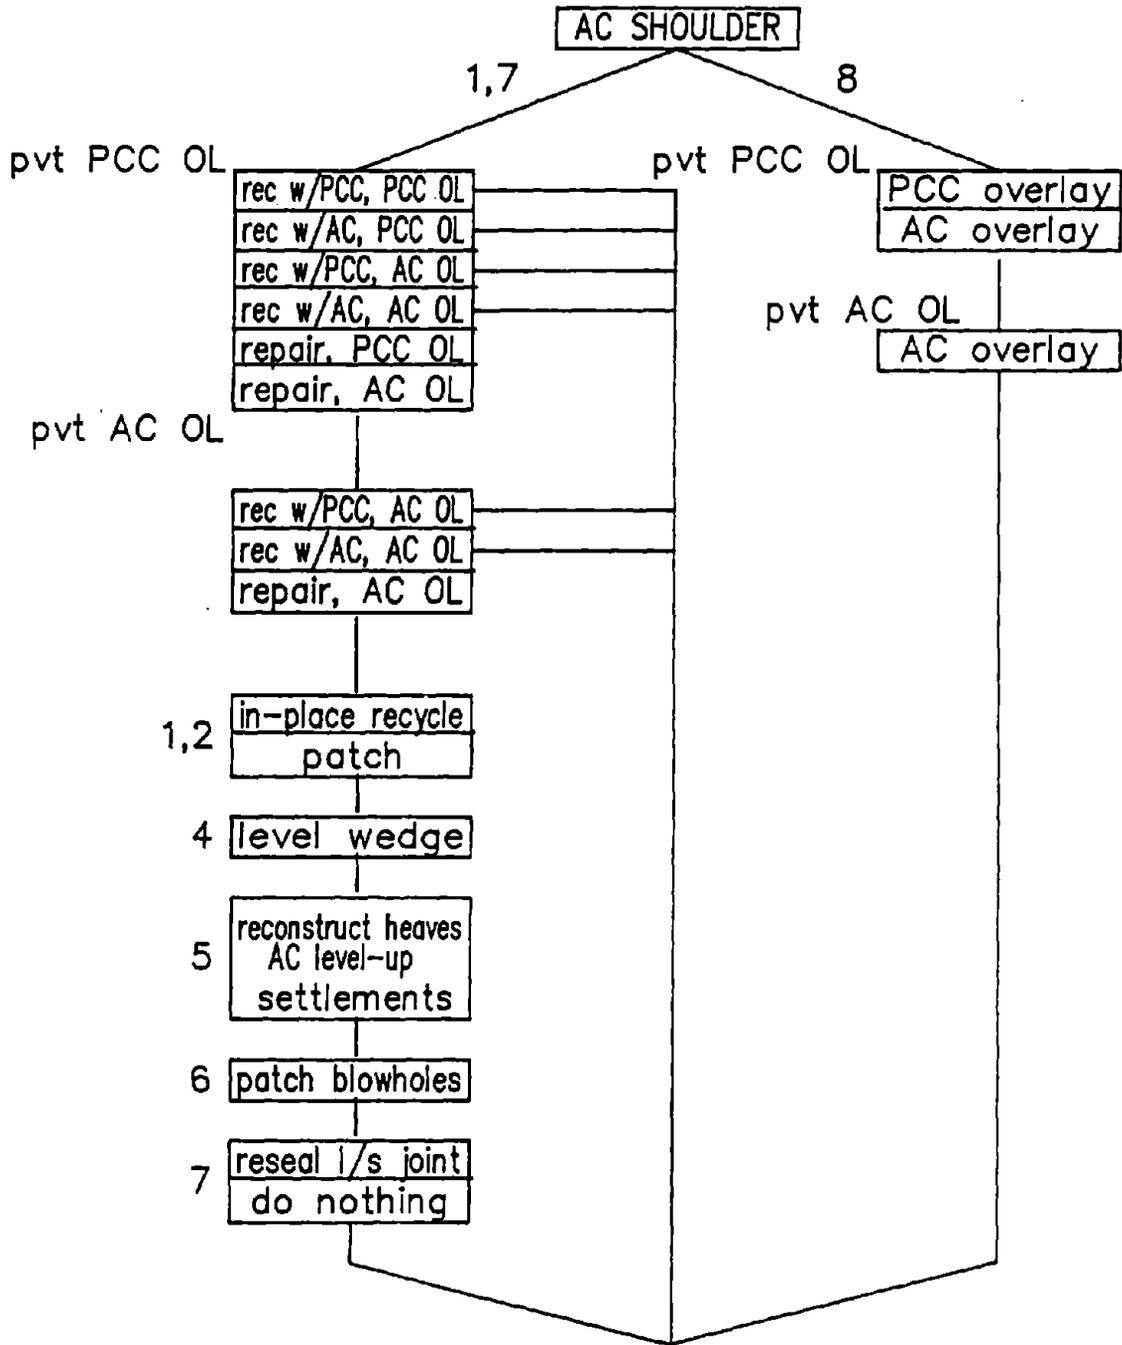 AC SHOULDER
1,7
8
pvt PCC OL
rec w/PCC, PCC OL
rec w/AC, PCC OL
rec w/PCC, AC OL
rec w/AC, AC OL
repair, PCC OL
repair, AC OL
pvt AC OL
rec w/PCC, AC OL
rec w/AC, AC OL
repair, AC OL
1,2
in-place recycle
patch
4
level wedge
5
reconstruct heaves
AC level-up
settlements
6
patch blowholes
7
reseal l/s joint
do nothing
pvt PCC OL
PCC overlay
AC overlay
pvt AC OL
AC overlay